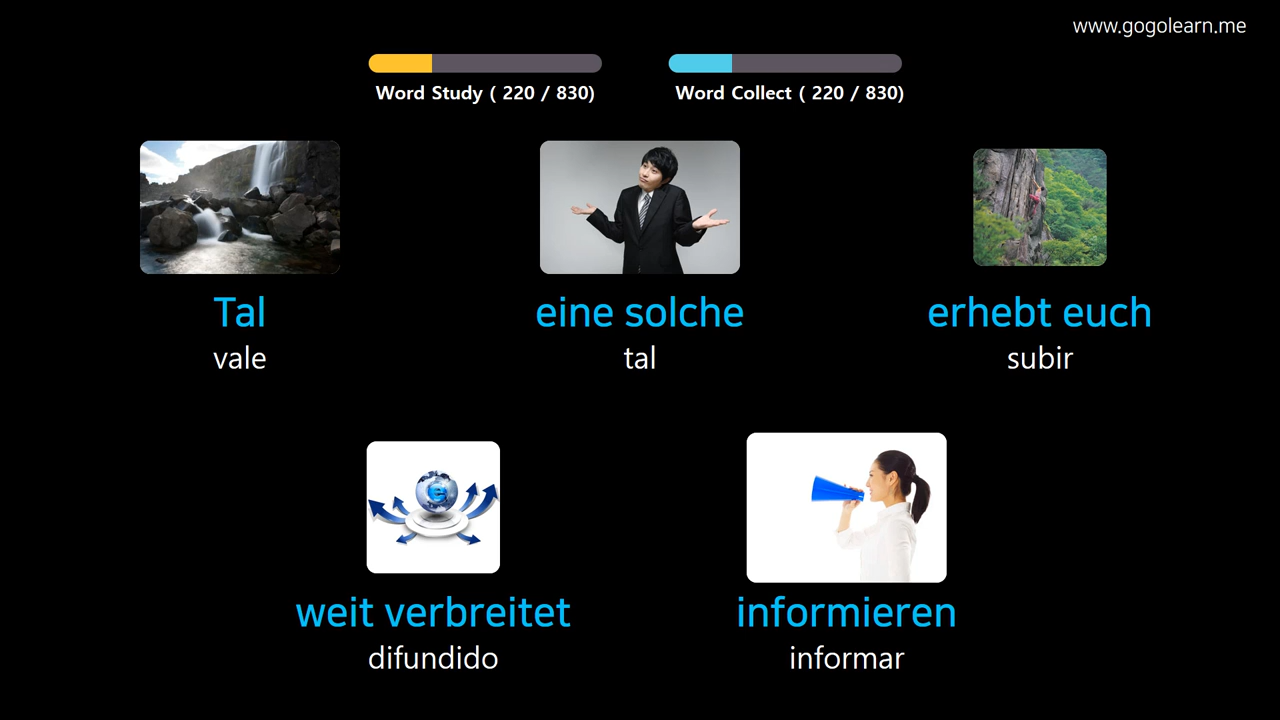 www.gogolearn.me
Word Study ( 220 / 830)
Word Collect ( 220 / 830)
Tal
vale
eine solche
tal
erhebt euch
subir
weit verbreitet
difundido
informieren
informar